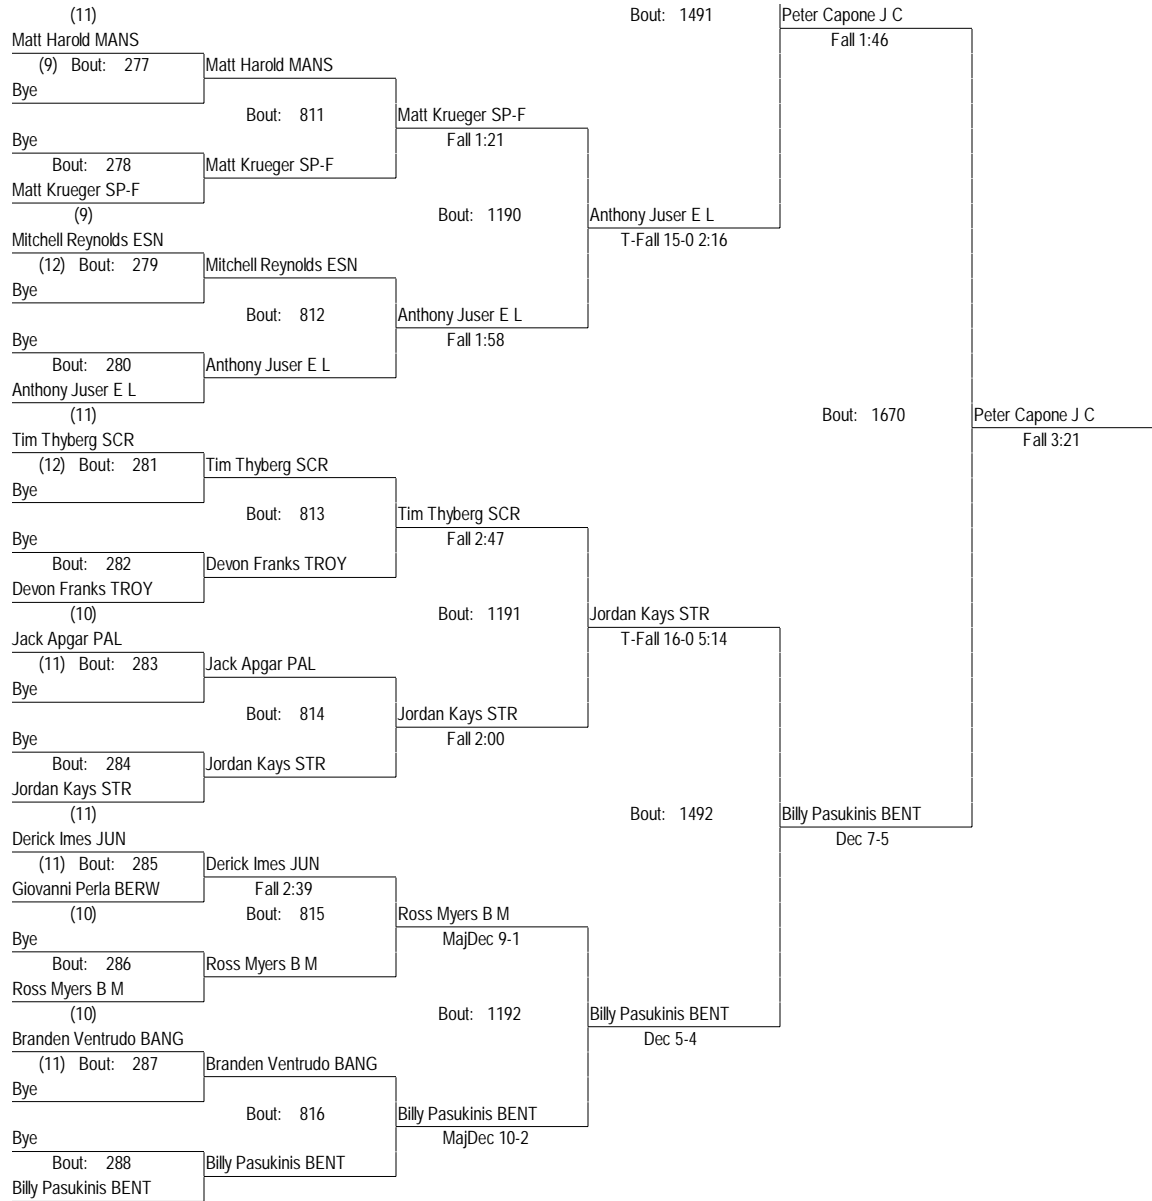 (11) Bout: 1491 Peter Capone J C
Matt Harold MANS Fall 1:46
(9) Bout: 277 Matt Harold MANS
Bye
Bout: 811 Matt Krueger SP-F
Bye Fall 1:21
Bout: 278 Matt Krueger SP-F
Matt Krueger SP-F
(9) Bout: 1190 Anthony Juser E L
Mitchell Reynolds ESN T-Fall 15-0 2:16
(12) Bout: 279 Mitchell Reynolds ESN
Bye
Bout: 812 Anthony Juser E L
Bye Fall 1:58
Bout: 280 Anthony Juser E L
Anthony Juser E L
(11) Bout: 1670 Peter Capone J C
Tim Thyberg SCR Fall 3:21
(12) Bout: 281 Tim Thyberg SCR
Bye
Bout: 813 Tim Thyberg SCR
Bye Fall 2:47
Bout: 282 Devon Franks TROY
Devon Franks TROY
(10) Bout: 1191 Jordan Kays STR
Jack Apgar PAL T-Fall 16-0 5:14
(11) Bout: 283 Jack Apgar PAL
Bye
Bout: 814 Jordan Kays STR
Bye Fall 2:00
Bout: 284 Jordan Kays STR
Jordan Kays STR
(11) Bout: 1492 Billy Pasukinis BENT
Derick Imes JUN Dec 7-5
(11) Bout: 285 Derick Imes JUN
Giovanni Perla BERW Fall 2:39
(10) Bout: 815 Ross Myers B M
Bye MajDec 9-1
Bout: 286 Ross Myers B M
Ross Myers B M
(10) Bout: 1192 Billy Pasukinis BENT
Branden Ventrudo BANG Dec 5-4
(11) Bout: 287 Branden Ventrudo BANG
Bye
Bout: 816 Billy Pasukinis BENT
Bye MajDec 10-2
Bout: 288 Billy Pasukinis BENT
Billy Pasukinis BENT